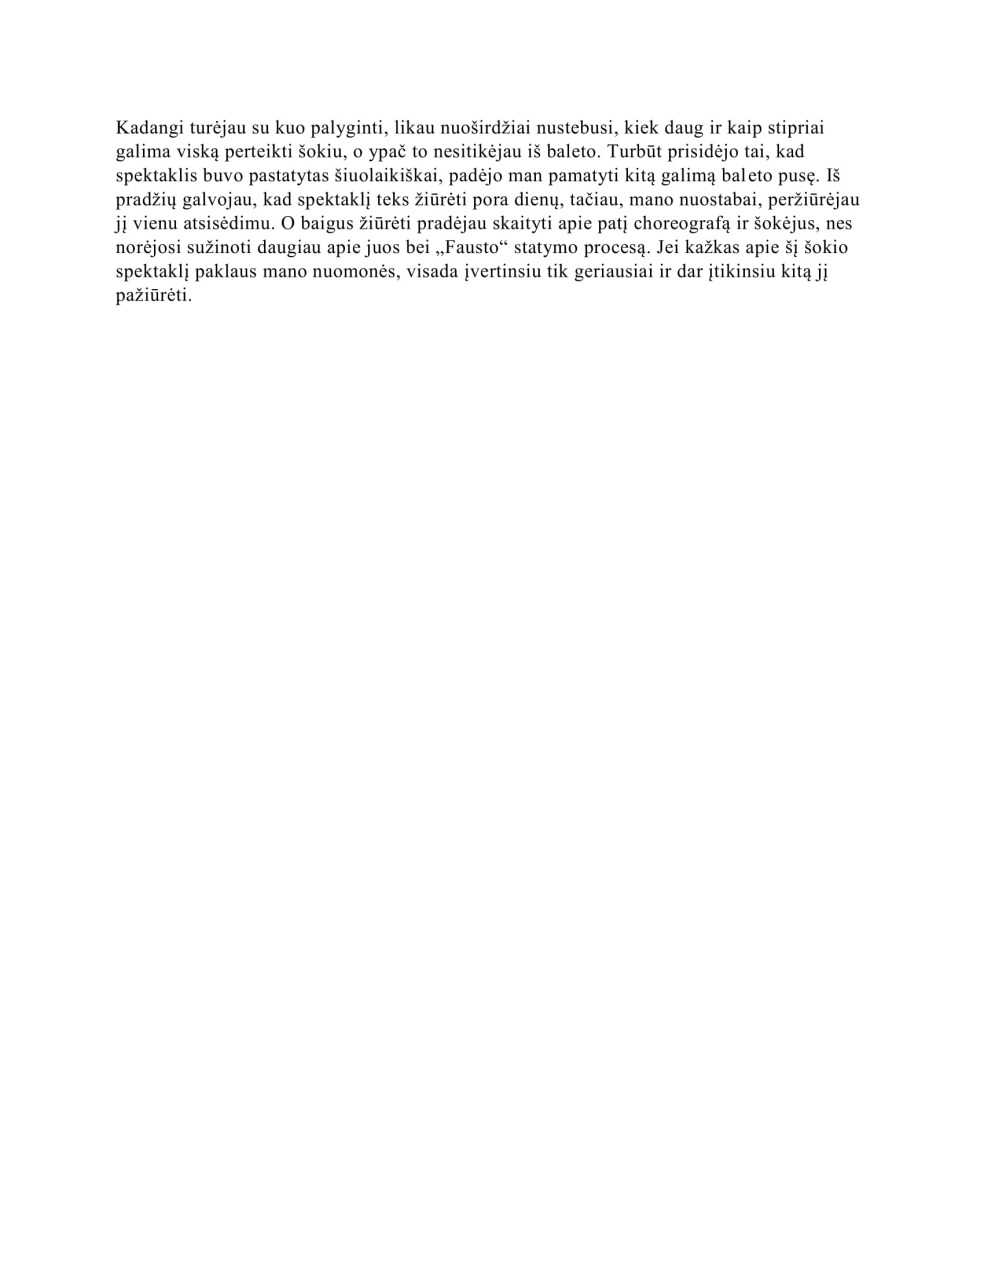 Kadangi turėjau su kuo palyginti, likau nuoširdžiai nustebusi, kiek daug ir kaip stipriai
galima viską perteikti šokiu, o ypač to nesitikėjau iš baleto. Turbūt prisidėjo tai, kad
spektaklis buvo pastatytas šiuolaikiškai, padėjo man pamatyti kitą galimą baleto pusę. Iš
pradžių galvojau, kad spektaklį teks žiūrėti pora dienų, tačiau, mano nuostabai, peržiūrėjau
jį vienu atsisėdimu. O baigus žiūrėti pradėjau skaityti apie patį choreografą ir šokėjus, nes
norėjosi sužinoti daugiau apie juos bei „Fausto“ statymo procesą. Jei kažkas apie šį šokio
spektaklį paklaus mano nuomonės, visada įvertinsiu tik geriausiai ir dar įtikinsiu kitą jį
pažiūrėti.